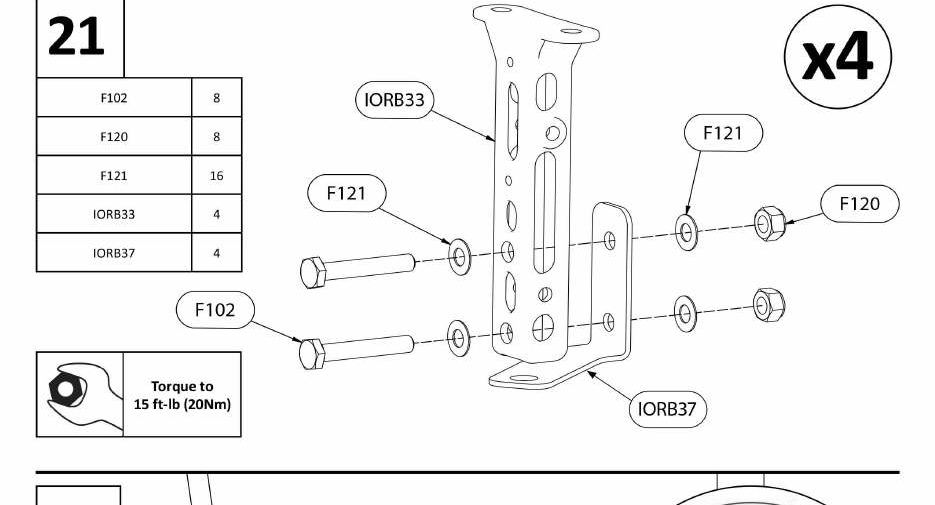 21
x4
F102 8
F120 8
F121 16
IORB33 4
IORB37 4
IORB33
F121
F121
F120
F102
Torque to
15 ft-lb (20Nm)
IORB37